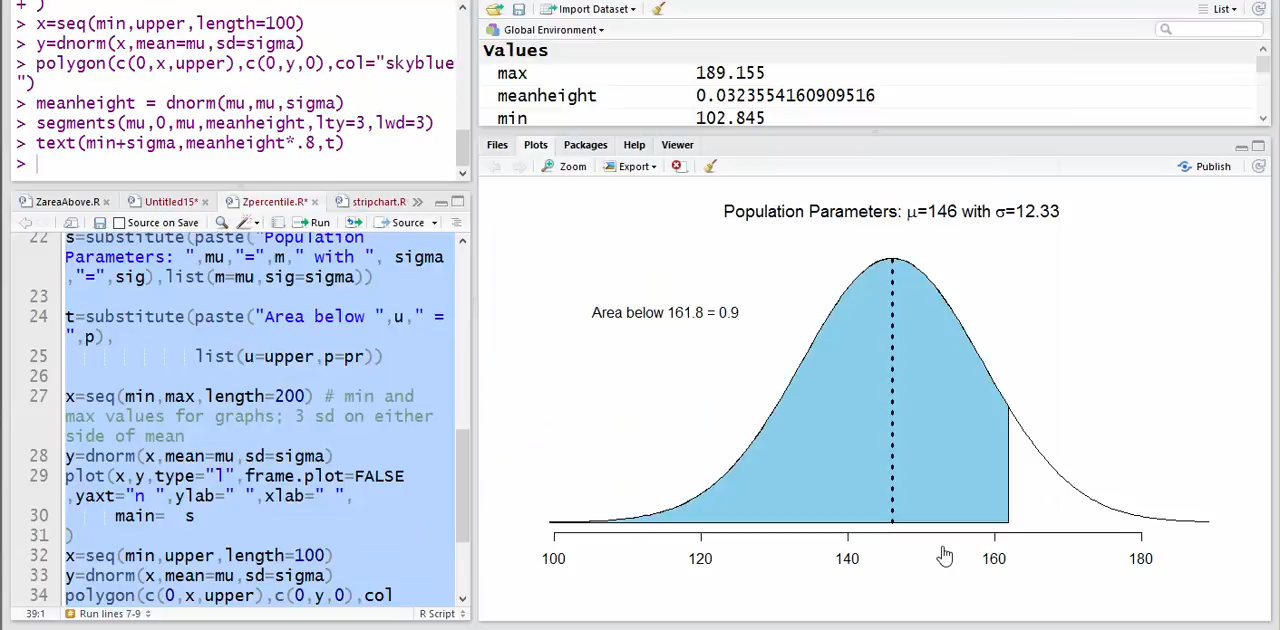 + )
> x=seq(min,upper,length=100)
> y=dnorm(x,mean=mu,sd=sigma)
> polygon(c(0,x,upper),c(0,y,0),col="skyblue
")
> meanheight = dnorm(mu,mu,sigma)
> segments(mu,0,mu,meanheight,lty=3,lwd=3)
> text(min+sigma,meanheight*.8,t)
>
ZareaAbove.R × Untitled15* × Zpercentile.R* × stripchart.R
Source on Save Run Source
22 s=substitute(paste("Population
Parameters: ",mu,"=",m," with ", sigma
,"=",sig),list(m=mu,sig=sigma))
23
24 t=substitute(paste("Area below ",u," =
",p),
25 list(u=upper,p=pr))
26
27 x=seq(min,max,length=200) # min and
max values for graphs; 3 sd on either
side of mean
28 y=dnorm(x,mean=mu,sd=sigma)
29 plot(x,y,type="l",frame.plot=FALSE
,yaxt="n ",ylab=" ",xlab=" ",
30 main= s
31 )
32 x=seq(min,upper,length=100)
33 y=dnorm(x,mean=mu,sd=sigma)
34 polygon(c(0,x,upper),c(0,y,0),col
39:1 Run lines 7-9 R Script
Import Dataset List
Global Environment
Values
max 189.155
meanheight 0.0323554160909516
min 102.845
Files Plots Packages Help Viewer
Zoom Export Publish
Population Parameters: μ=146 with σ=12.33
Area below 161.8 = 0.9
100 120 140 160 180